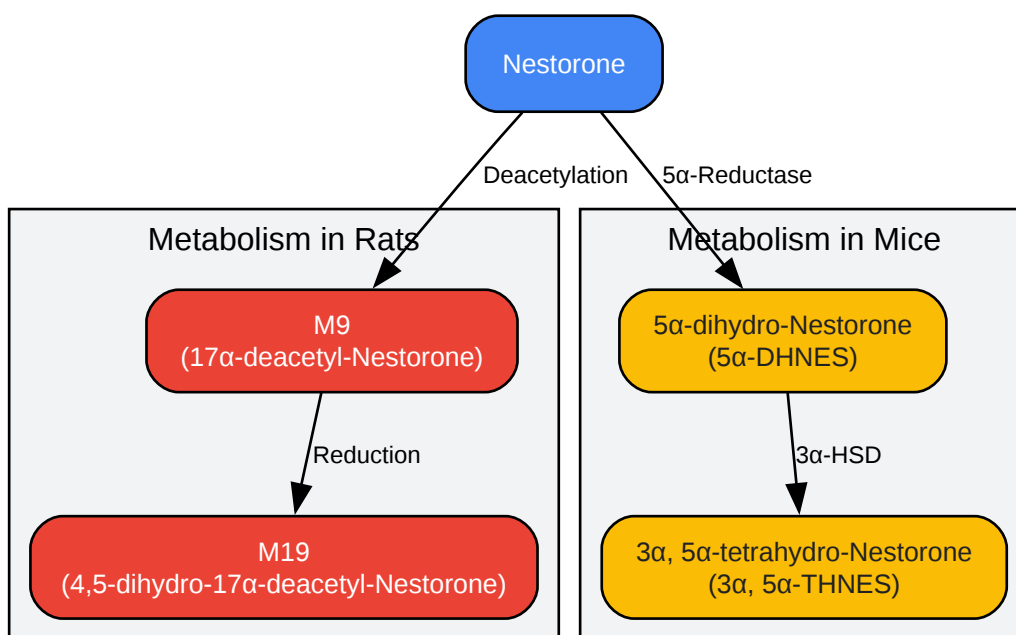 Nestorone
Deacetylation
5α-Reductase
Metabolism in Rats
Metabolism in Mice
M9
(17α-deacetyl-Nestorone)
5α-dihydro-Nestorone
(5α-DHNES)
Reduction
3α-HSD
M19
(4,5-dihydro-17α-deacetyl-Nestorone)
3α, 5α-tetrahydro-Nestorone
(3α, 5α-THNES)